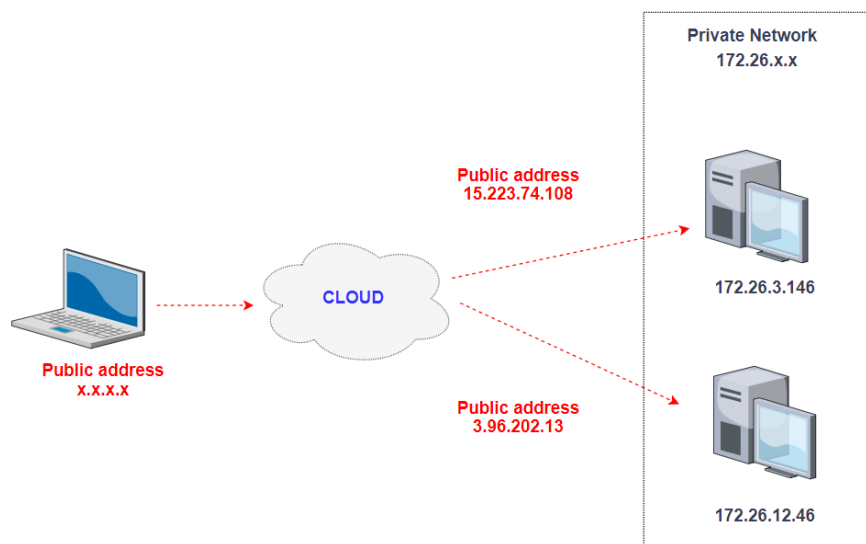 Private Network
172.26.x.x
Public address
15.223.74.108
172.26.3.146
CLOUD
Public address
x.x.x.x
Public address
3.96.202.13
172.26.12.46